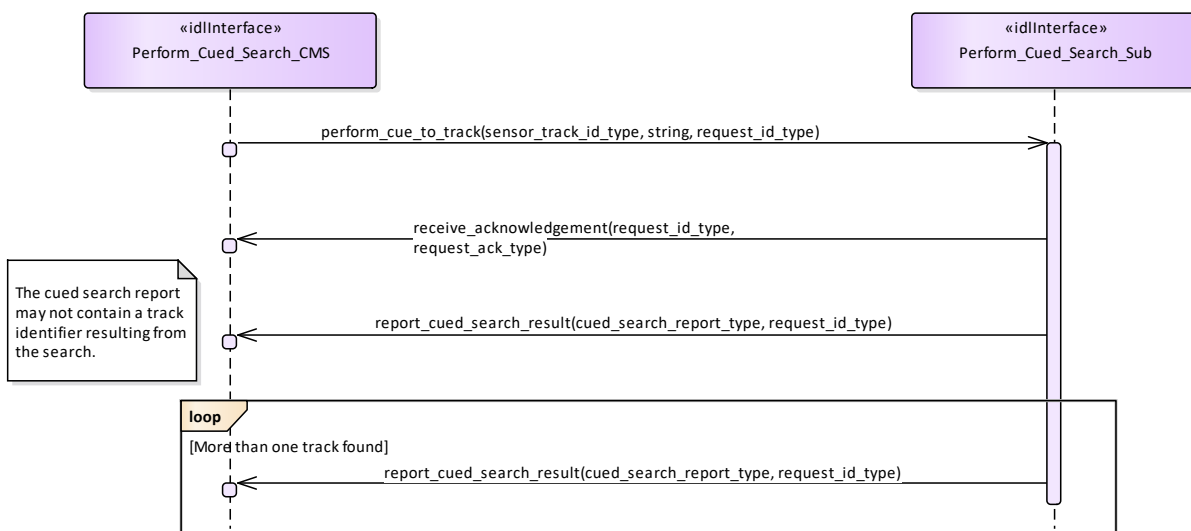 «idlInterface»
Perform_Cued_Search_CMS
«idlInterface»
Perform_Cued_Search_Sub
perform_cue_to_track(sensor_track_id_type, string, request_id_type)
receive_acknowledgement(request_id_type,
request_ack_type)
The cued search report
may not contain a track
identifier resulting from
the search.
report_cued_search_result(cued_search_report_type, request_id_type)
loop
[More than one track found]
report_cued_search_result(cued_search_report_type, request_id_type)